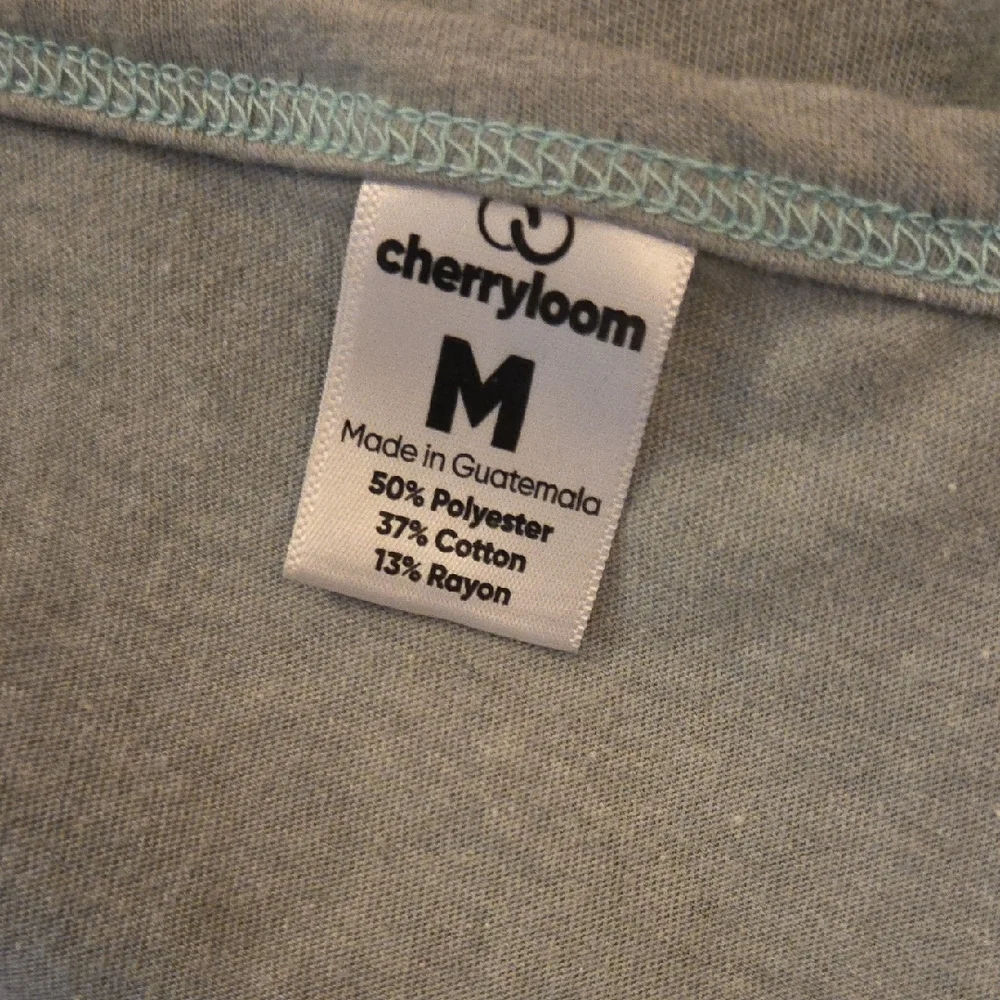 cherryloom
M
Made in Guatemala
50% Polyester
37% Cotton
13% Rayon